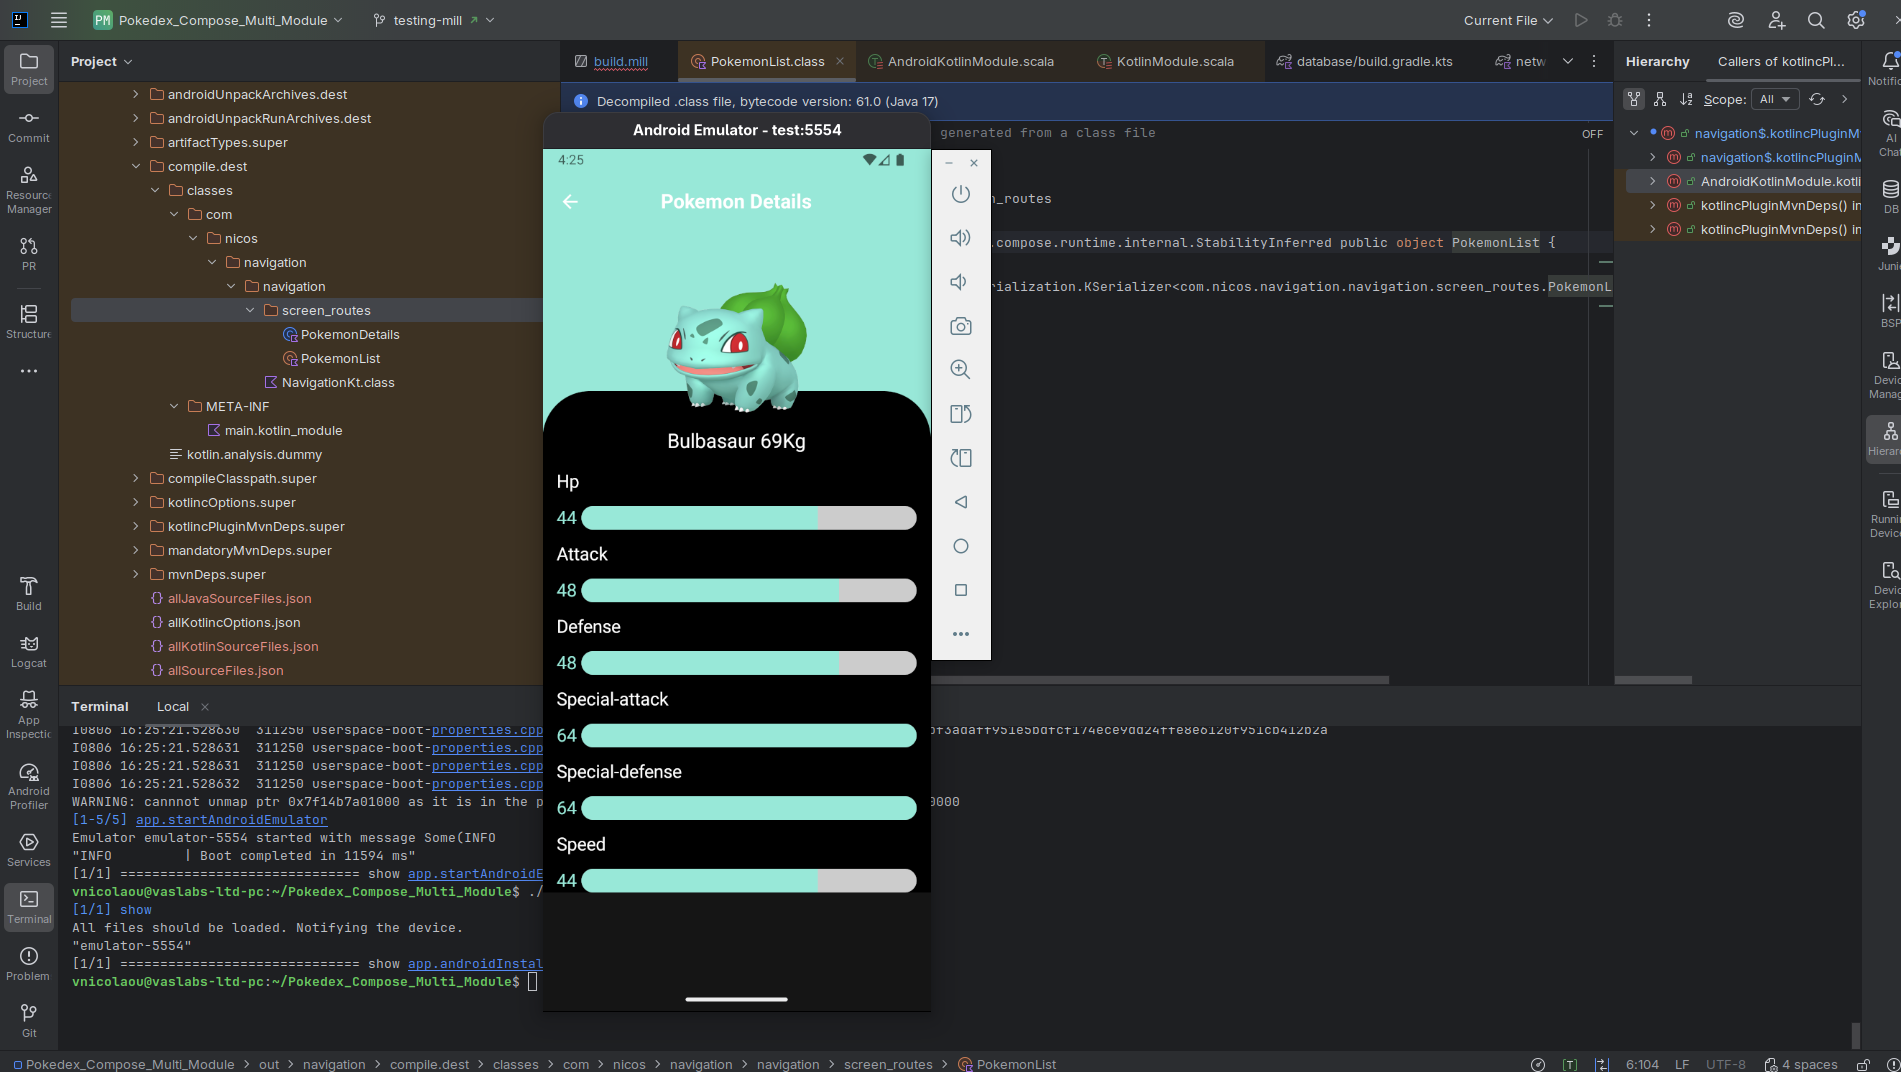 PM Pokedex_Compose_Multi_Module
testing-mill
Current File
Project
Commit
Resource
Manager
PR
Structure
Build
Logcat
App
Inspectic
Android
Profiler
Services
Terminal
Problem
Git
Project
androidUnpackArchives.dest
androidUnpackRunArchives.dest
artifactTypes.super
compile.dest
classes
com
nicos
navigation
navigation
screen_routes
PokemonDetails
PokemonList
NavigationKt.class
META-INF
main.kotlin_module
kotlin.analysis.dummy
compileClasspath.super
kotlincOptions.super
kotlincPluginMvnDeps.super
mandatoryMvnDeps.super
mvnDeps.super
allJavaSourceFiles.json
allKotlincOptions.json
allKotlinSourceFiles.json
allSourceFiles.json
build.mill
PokemonList.class
AndroidKotlinModule.scala
KotlinModule.scala
database/build.gradle.kts
netw
Decompiled .class file, bytecode version: 61.0 (Java 17)
generated from a class file
OFF
n_routes
.compose.runtime.internal.StabilityInferred public object PokemonList {
rialization.KSerializer<com.nicos.navigation.navigation.screen_routes.PokemonL
Android Emulator - test:5554
4:25
Pokemon Details
Bulbasaur 69Kg
Hp
44
Attack
48
Defense
48
Special-attack
64
Special-defense
64
Speed
44
Hierarchy
Callers of kotlincPl...
Scope: All
navigation$.kotlincPluginM
navigation$.kotlincPluginM
AndroidKotlinModule.kotli
kotlincPluginMvnDeps() in
kotlincPluginMvnDeps() in
Notific
AI
Chat
DB
Junie
BSP
Devic
Manag
Hierarc
Runni
Device
Devic
Explor
Terminal
Local
I0806 16:25:21.528630 311250 userspace-boot-properties.cpp
I0806 16:25:21.528631 311250 userspace-boot-properties.cpp
I0806 16:25:21.528631 311250 userspace-boot-properties.cpp
I0806 16:25:21.528632 311250 userspace-boot-properties.cpp
WARNING: cannnot unmap ptr 0x7f14b7a01000 as it is in the p
0000
[1-5/5] app.startAndroidEmulator
Emulator emulator-5554 started with message Some(INFO
"INFO | Boot completed in 11594 ms"
[1/1] ============================== show app.startAndroidE
vnicolaou@vaslabs-ltd-pc:~/Pokedex_Compose_Multi_Module$ ./
[1/1] show
All files should be loaded. Notifying the device.
"emulator-5554"
[1/1] ============================== show app.androidInstal
vnicolaou@vaslabs-ltd-pc:~/Pokedex_Compose_Multi_Module$
Pokedex_Compose_Multi_Module > out > navigation > compile.dest > classes > com > nicos > navigation > navigation > screen_routes > PokemonList
6:104
LF
UTF-8
4 spaces